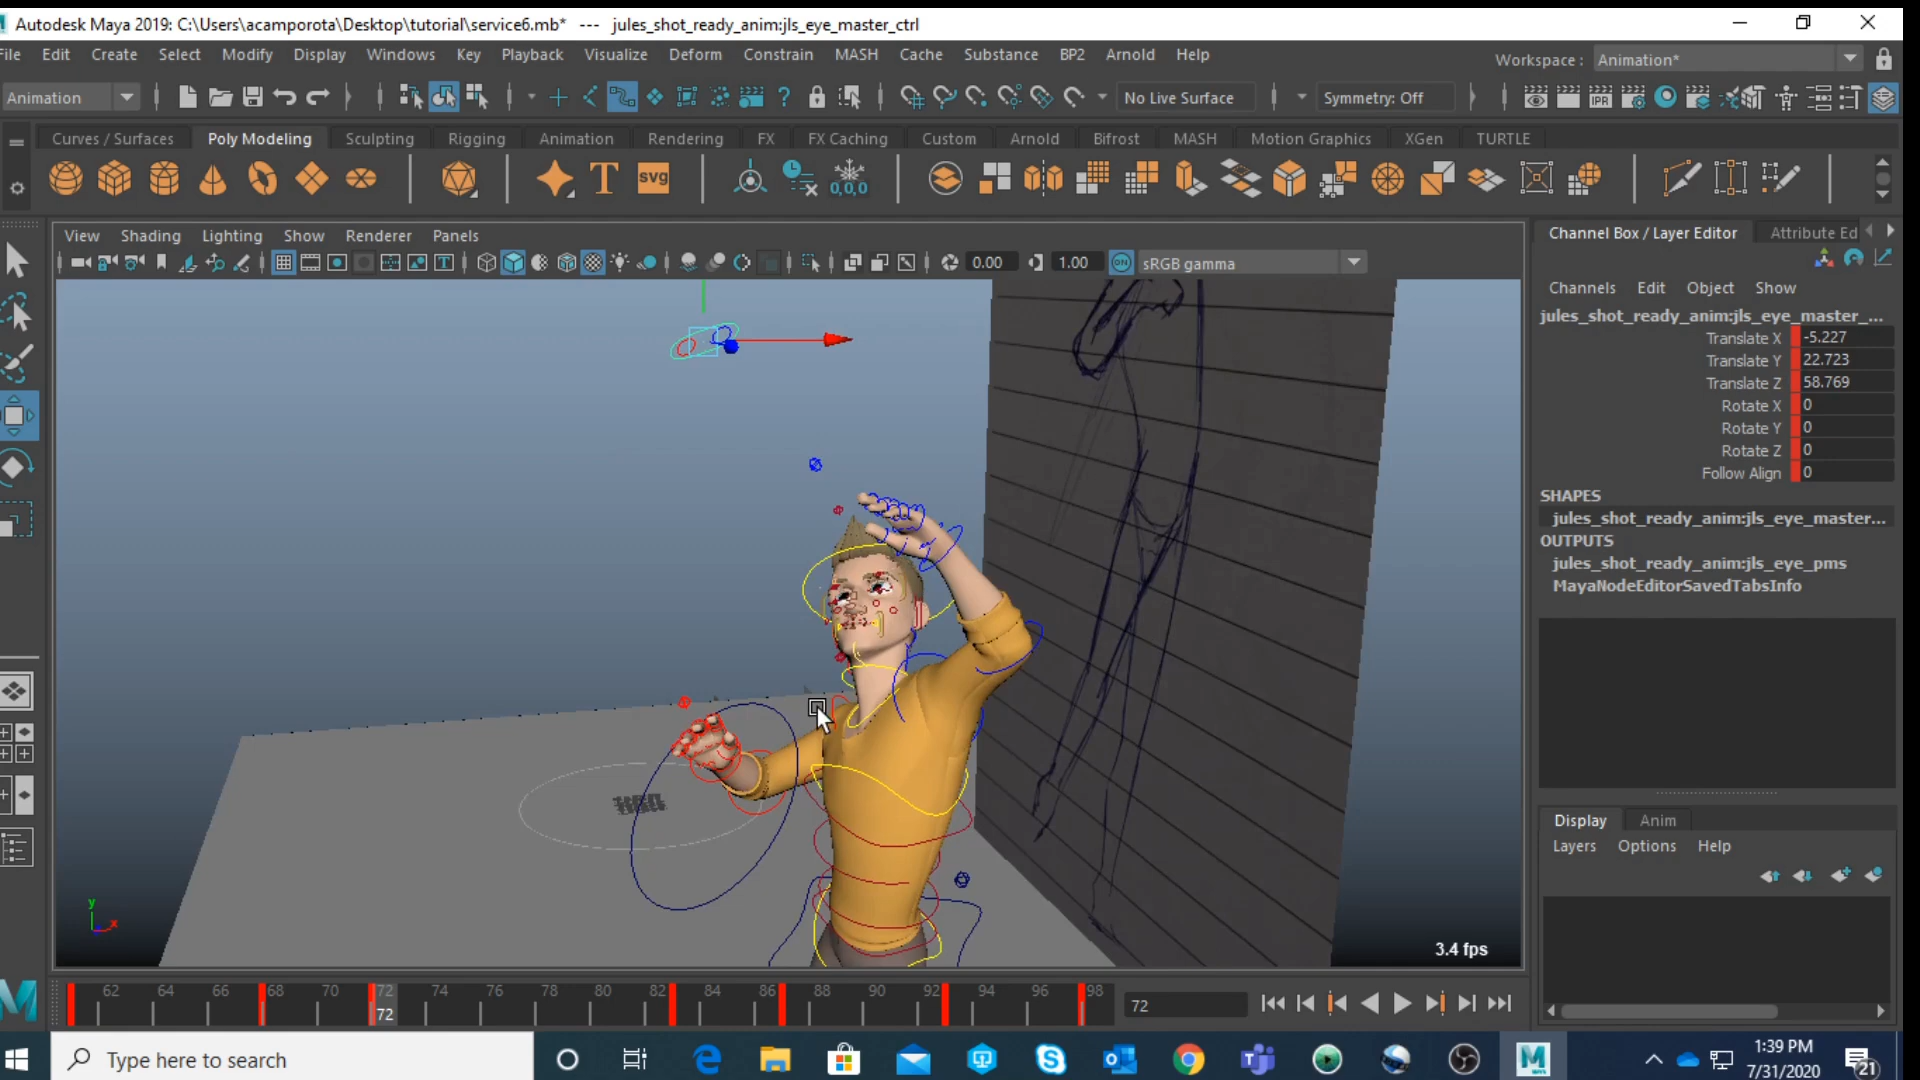 Autodesk Maya 2019: C:\Users\acamporota\Desktop\tutorial\service6.mb*   ---   jules_shot_ready_anim:jls_eye_master_ctrl
File Edit Create Select Modify Display Windows Key Playback Visualize Deform Constrain MASH Cache Substance BP2 Arnold Help
Workspace : Animation*
Animation
No Live Surface
Symmetry: Off
IPR
Curves / Surfaces Poly Modeling Sculpting Rigging Animation Rendering FX FX Caching Custom Arnold Bifrost MASH Motion Graphics XGen TURTLE
T svg 0,0,0
View Shading Lighting Show Renderer Panels
0.00 1.00 ON sRGB gamma
Channel Box / Layer Editor Attribute Ed
Channels Edit Object Show
jules_shot_ready_anim:jls_eye_master_...
Translate X -5.227
Translate Y 22.723
Translate Z 58.769
Rotate X 0
Rotate Y 0
Rotate Z 0
Follow Align 0
SHAPES
jules_shot_ready_anim:jls_eye_master...
OUTPUTS
jules_shot_ready_anim:jls_eye_pms
MayaNodeEditorSavedTabsInfo
Display Anim
Layers Options Help
y
x
3.4 fps
62 64 66 68 70 72 74 76 78 80 82 84 86 88 90 92 94 96 98
72
72
Type here to search
1:39 PM
7/31/2020
21